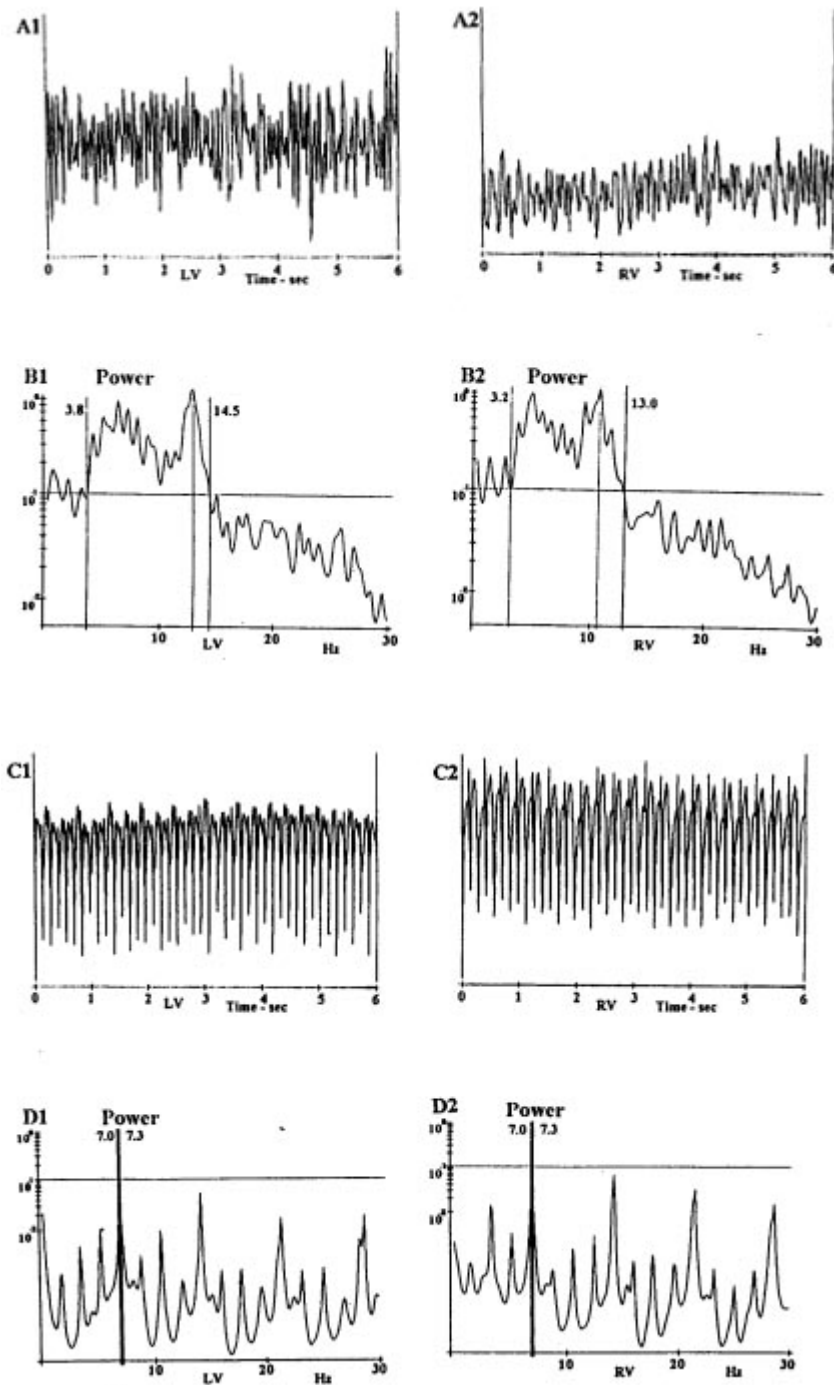 A1
A2
0 1 2 3 4 5 6
LV Time - sec
0 1 2 3 4 5 6
RV Time - sec
B1 Power
3.8
14.5
10 20 30
LV Hz
B2 Power
3.2
13.0
10 20 30
RV Hz
C1
C2
0 1 2 3 4 5 6
LV Time - sec
0 1 2 3 4 5 6
RV Time - sec
D1 Power
7.0 7.3
10 20 30
LV Hz
D2 Power
7.0 7.3
10 20 30
RV Hz